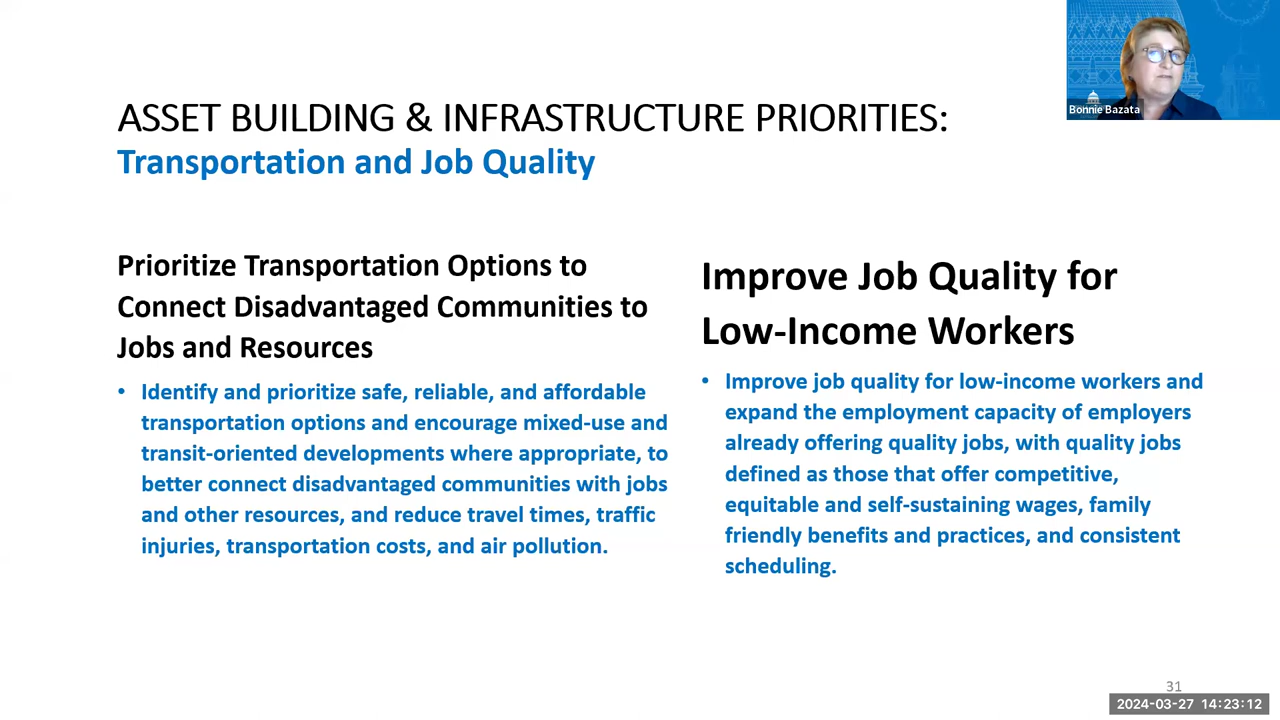 ASSET BUILDING & INFRASTRUCTURE PRIORITIES:
Transportation and Job Quality
Prioritize Transportation Options to
Connect Disadvantaged Communities to
Jobs and Resources
• Identify and prioritize safe, reliable, and affordable
transportation options and encourage mixed-use and
transit-oriented developments where appropriate, to
better connect disadvantaged communities with jobs
and other resources, and reduce travel times, traffic
injuries, transportation costs, and air pollution.
Improve Job Quality for
Low-Income Workers
• Improve job quality for low-income workers and
expand the employment capacity of employers
already offering quality jobs, with quality jobs
defined as those that offer competitive,
equitable and self-sustaining wages, family
friendly benefits and practices, and consistent
scheduling.
Bonnie Bazata
31
2024-03-27 14:23:12